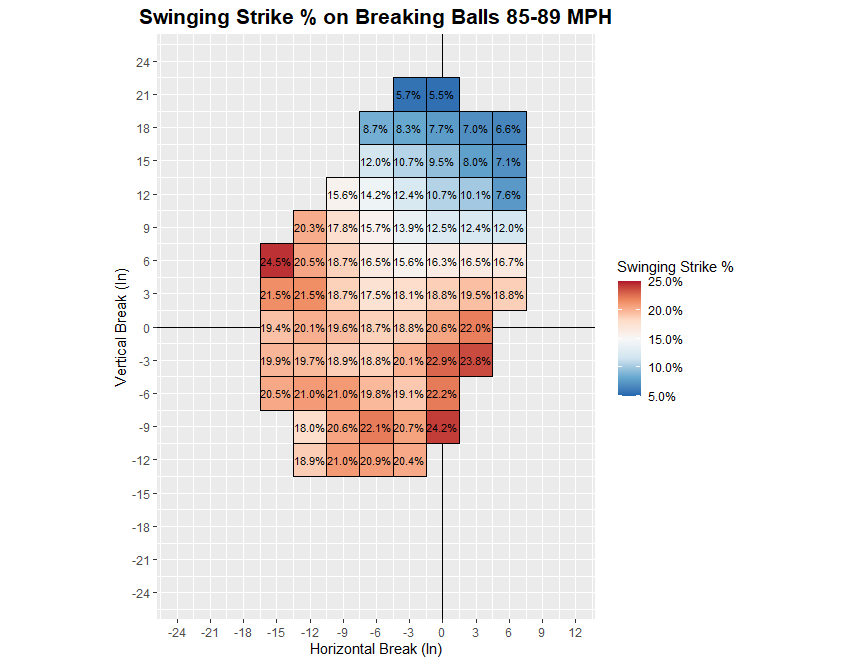 Swinging Strike % on Breaking Balls 85-89 MPH
24
21
18
15
12
9
6
3
0
-3
-6
-9
-12
-15
-18
-21
-24
Vertical Break (In)
5.7% 5.5%
8.7% 8.3% 7.7% 7.0% 6.6%
12.0% 10.7% 9.5% 8.0% 7.1%
15.6% 14.2% 12.4% 10.7% 10.1% 7.6%
20.3% 17.8% 15.7% 13.9% 12.5% 12.4% 12.0%
24.5% 20.5% 18.7% 16.5% 15.6% 16.3% 16.5% 16.7%
21.5% 21.5% 18.7% 17.5% 18.1% 18.8% 19.5% 18.8%
19.4% 20.1% 19.6% 18.7% 18.8% 20.6% 22.0%
19.9% 19.7% 18.9% 18.8% 20.1% 22.9% 23.8%
20.5% 21.0% 21.0% 19.8% 19.1% 22.2%
18.0% 20.6% 22.1% 20.7% 24.2%
18.9% 21.0% 20.9% 20.4%
-24 -21 -18 -15 -12 -9 -6 -3 0 3 6 9 12
Horizontal Break (In)
Swinging Strike %
25.0%
20.0%
15.0%
10.0%
5.0%